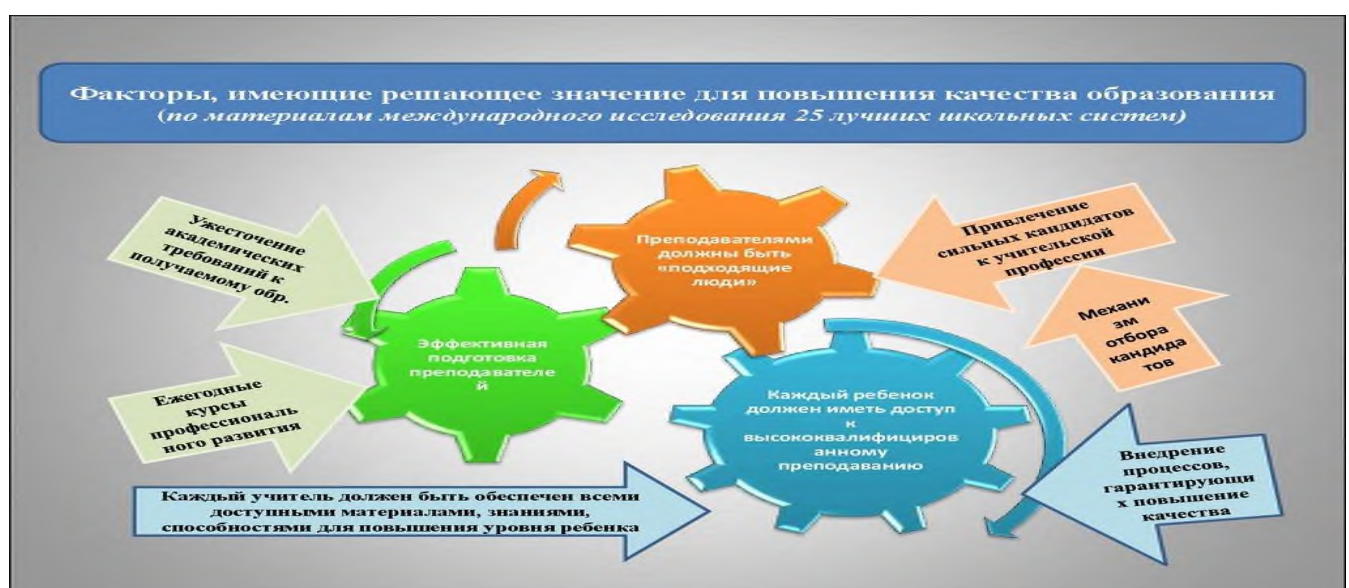 Факторы, имеющие решающее значение для повышения качества образования
(по материалам международного исследования 25 лучших школьных систем)
Ужесточение
академических
требований к
получаемому обр.
Преподавателями
должны быть
«подходящие
люди»
Привлечение
сильных кандидатов
к учительской
профессии
Механи
зм
отбора
кандида
тов
Эффективная
подготовка
преподавателе
й
Ежегодные
курсы
профессиональ
ного развития
Каждый ребенок
должен иметь доступ
к
высококвалифициров
анному
преподаванию
Каждый учитель должен быть обеспечен всеми
доступными материалами, знаниями,
способностями для повышения уровня ребенка
Внедрение
процессов,
гарантирующи
х повышение
качества